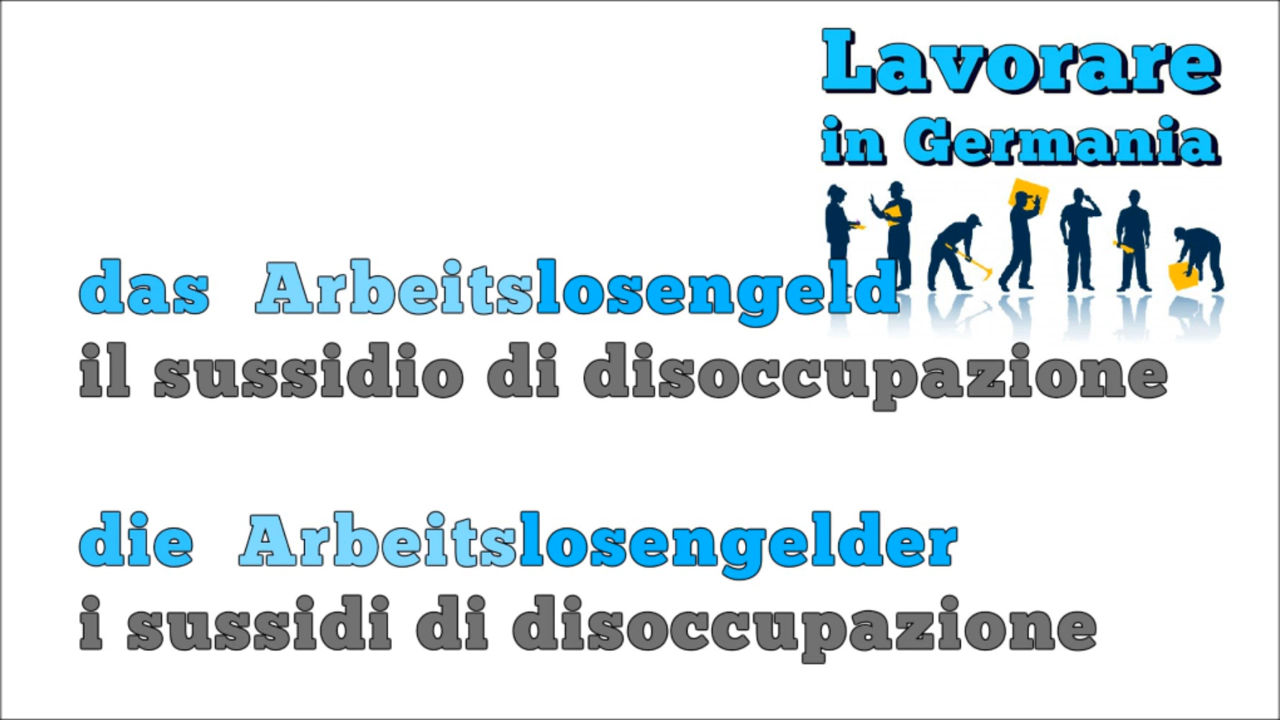 Lavorare
in Germania
das Arbeitslosengeld
il sussidio di disoccupazione
die Arbeitslosengelder
i sussidi di disoccupazione